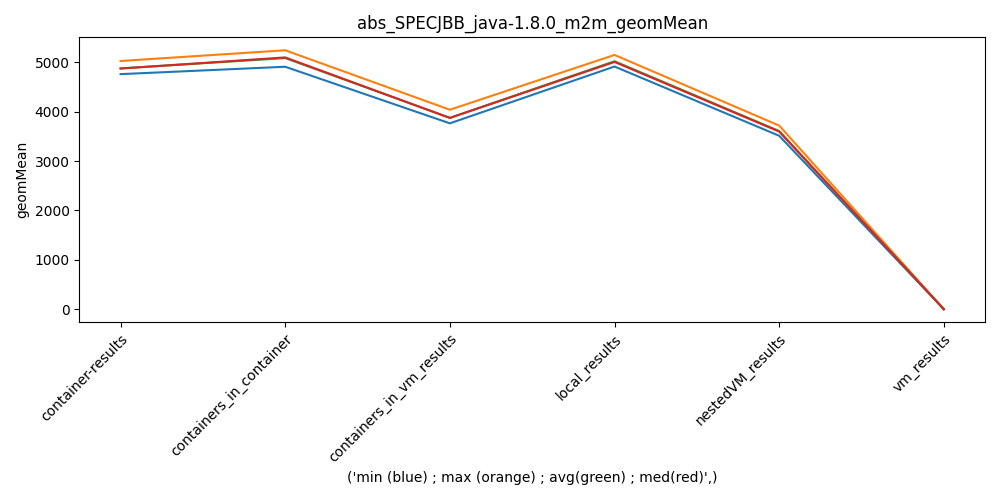 abs_SPECJBB_java-1.8.0_m2m_geomMean
geomMean
5000
4000
3000
2000
1000
0
container-results
containers_in_container
containers_in_vm_results
local_results
nestedVM_results
vm_results
('min (blue) ; max (orange) ; avg(green) ; med(red)',)